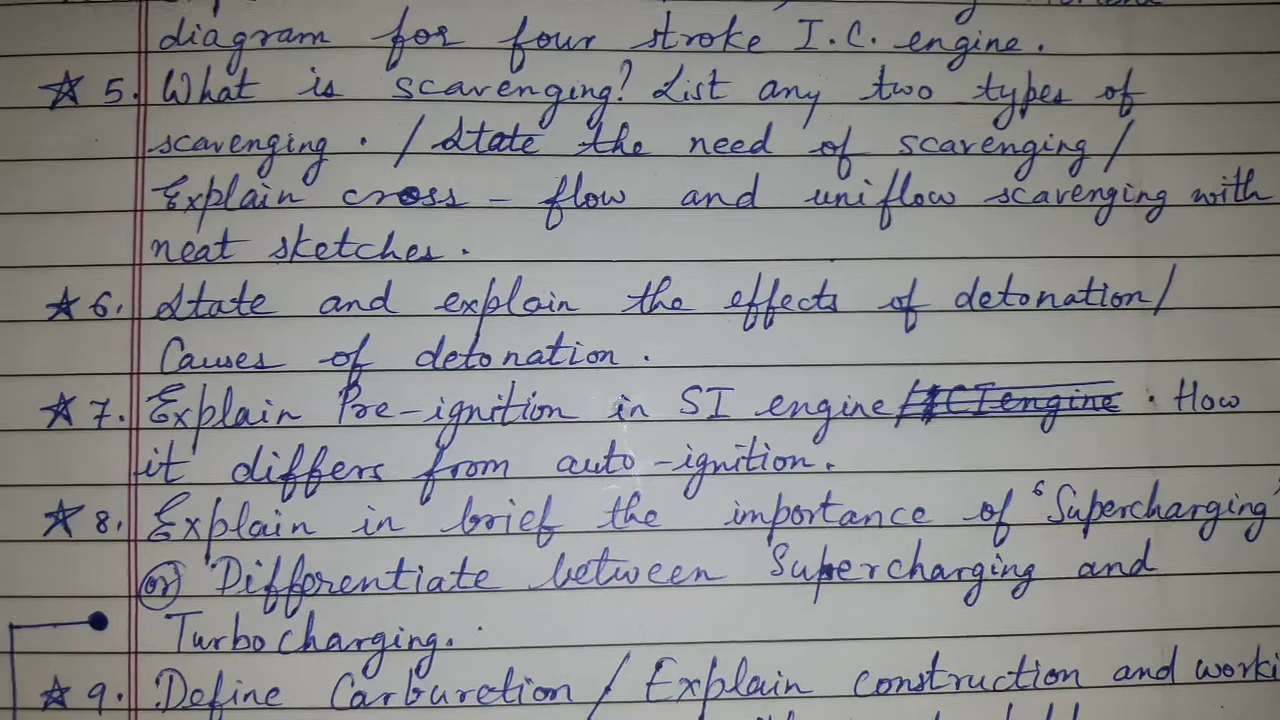 diagram for four stroke I.C. engine.
☆ 5. What is scavenging? List any two types of
scavenging. / State the need of scavenging /
Explain cross - flow and uniflow scavenging with
neat sketches.
☆ 6. State and explain the effects of detonation /
Causes of detonation.
☆ 7. Explain Pre-ignition in SI engine / CI engine. How
it differs from auto-ignition.
☆ 8. Explain in brief the importance of 'Supercharging'
(or) Differentiate between Supercharging and
Turbocharging.
☆ 9. Define Carburetion / Explain construction and worki